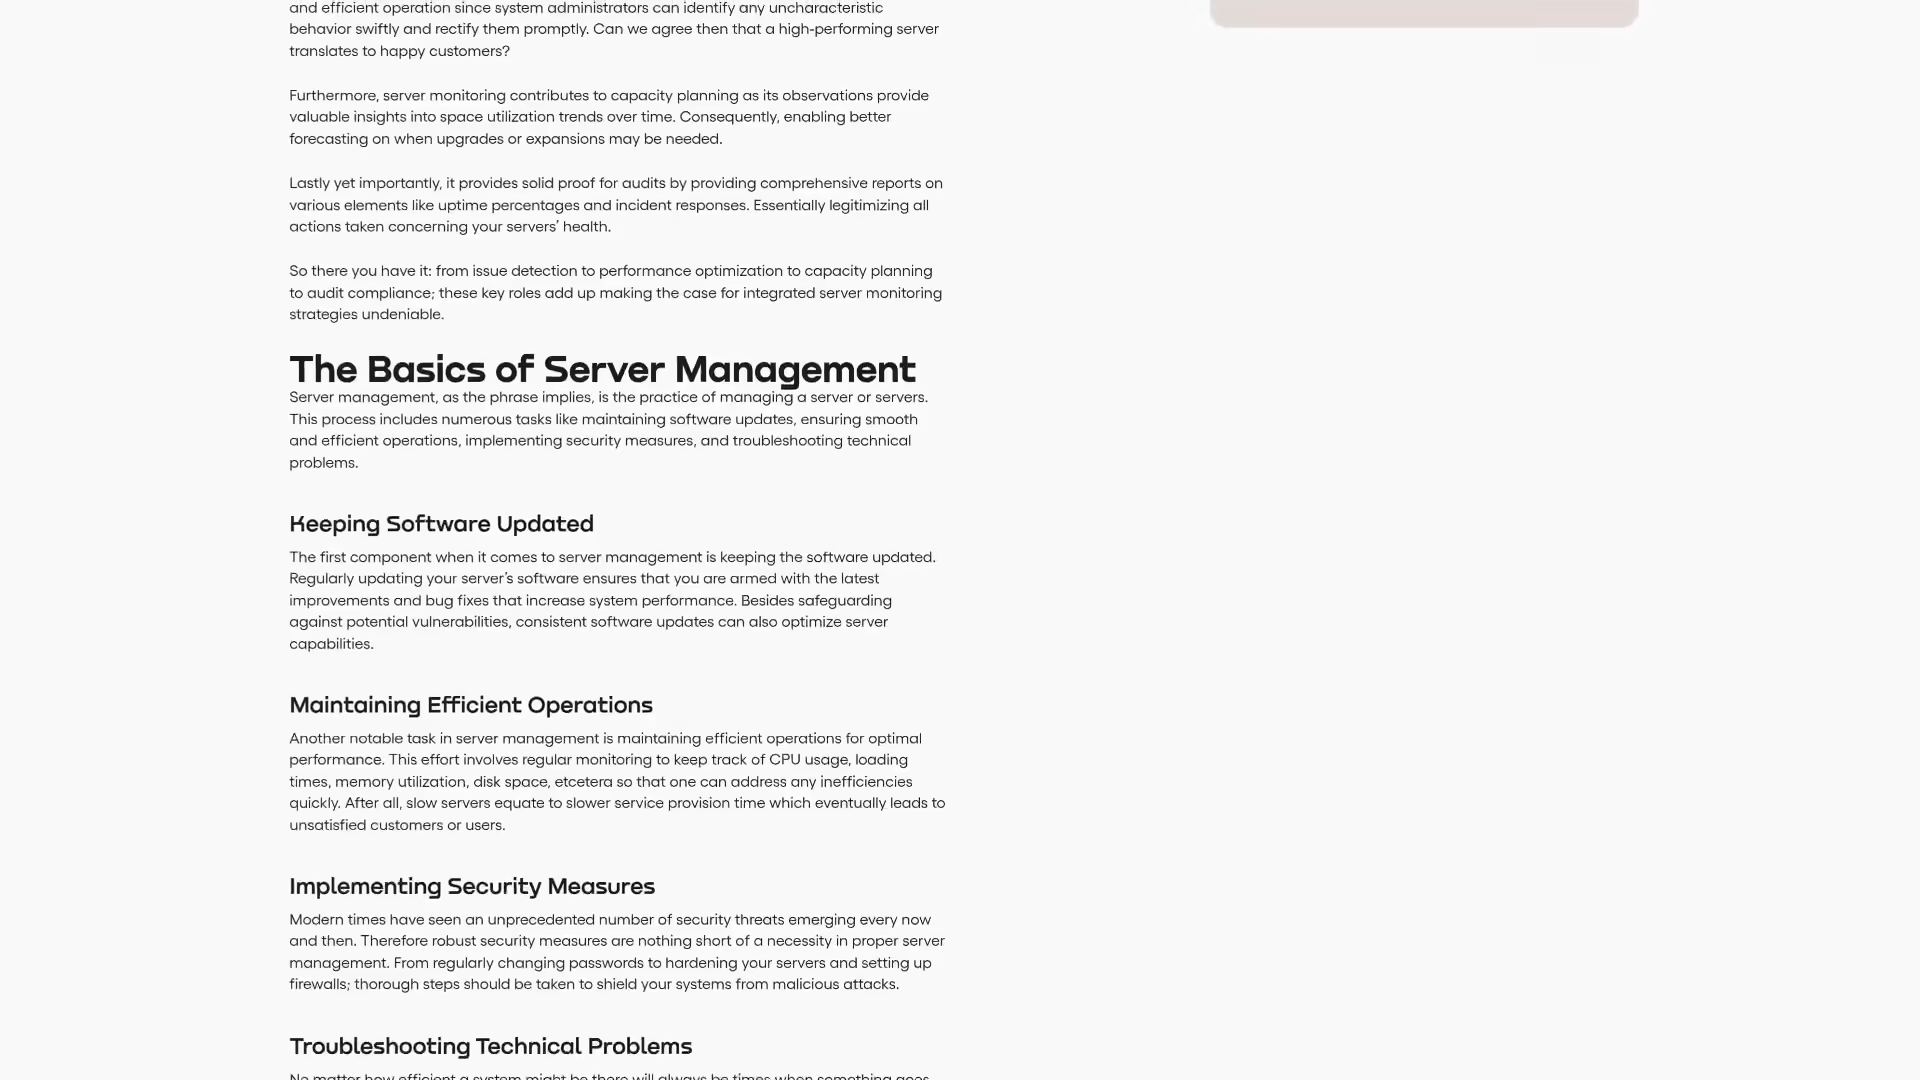 and efficient operation since system administrators can identify any uncharacteristic
behavior swiftly and rectify them promptly. Can we agree then that a high-performing server
translates to happy customers?
Furthermore, server monitoring contributes to capacity planning as its observations provide
valuable insights into space utilization trends over time. Consequently, enabling better
forecasting on when upgrades or expansions may be needed.
Lastly yet importantly, it provides solid proof for audits by providing comprehensive reports on
various elements like uptime percentages and incident responses. Essentially legitimizing all
actions taken concerning your servers’ health.
So there you have it: from issue detection to performance optimization to capacity planning
to audit compliance; these key roles add up making the case for integrated server monitoring
strategies undeniable.
The Basics of Server Management
Server management, as the phrase implies, is the practice of managing a server or servers.
This process includes numerous tasks like maintaining software updates, ensuring smooth
and efficient operations, implementing security measures, and troubleshooting technical
problems.
Keeping Software Updated
The first component when it comes to server management is keeping the software updated.
Regularly updating your server’s software ensures that you are armed with the latest
improvements and bug fixes that increase system performance. Besides safeguarding
against potential vulnerabilities, consistent software updates can also optimize server
capabilities.
Maintaining Efficient Operations
Another notable task in server management is maintaining efficient operations for optimal
performance. This effort involves regular monitoring to keep track of CPU usage, loading
times, memory utilization, disk space, etcetera so that one can address any inefficiencies
quickly. After all, slow servers equate to slower service provision time which eventually leads to
unsatisfied customers or users.
Implementing Security Measures
Modern times have seen an unprecedented number of security threats emerging every now
and then. Therefore robust security measures are nothing short of a necessity in proper server
management. From regularly changing passwords to hardening your servers and setting up
firewalls; thorough steps should be taken to shield your systems from malicious attacks.
Troubleshooting Technical Problems
No matter how efficient a system might be there will always be times when something goes